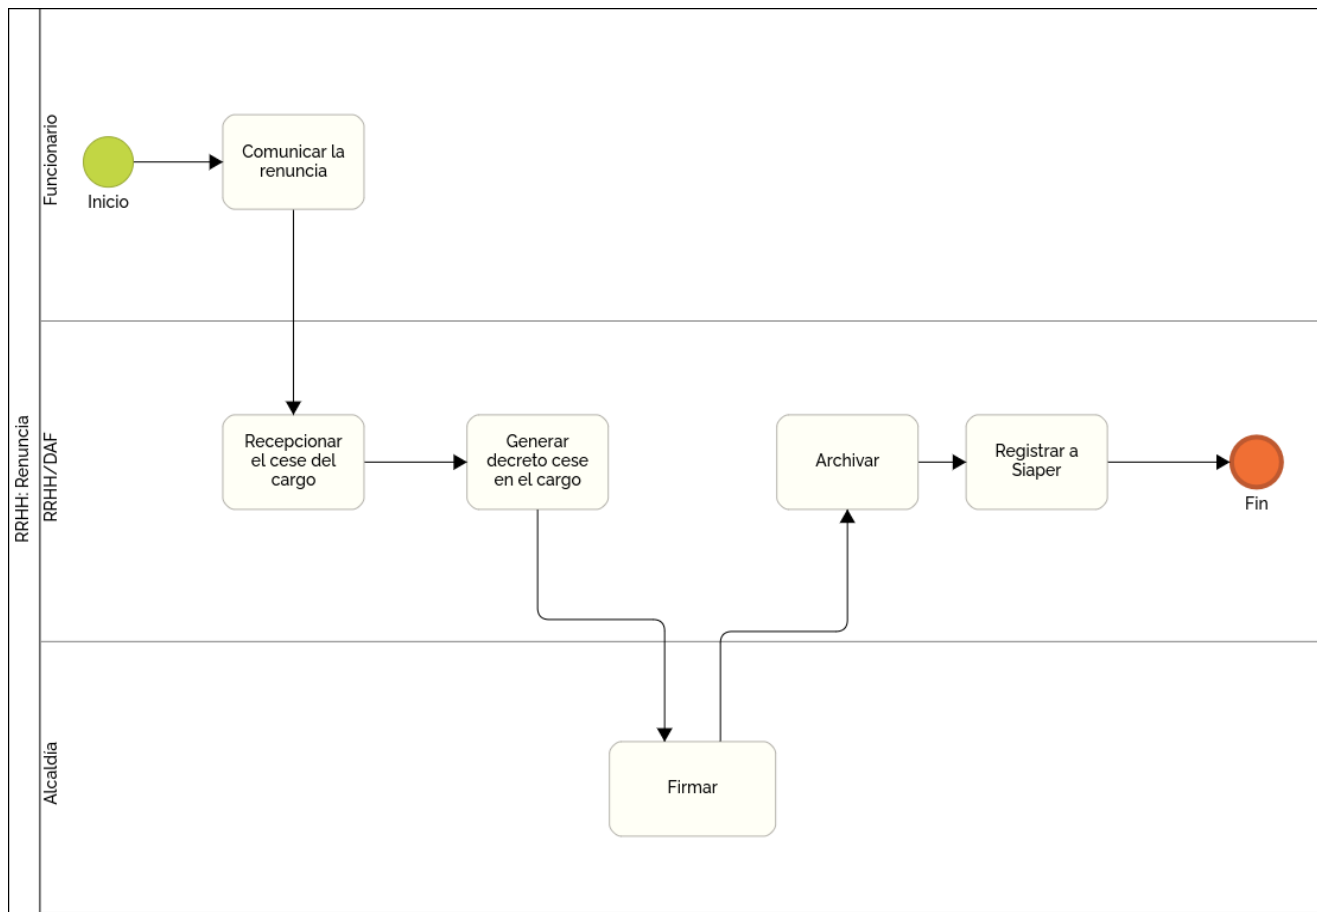 RRHH: Renuncia
Funcionario
Inicio
Comunicar la
renuncia
RRHH/DAF
Recepcionar
el cese del
cargo
Generar
decreto cese
en el cargo
Archivar
Registrar a
Siaper
Fin
Alcaldía
Firmar